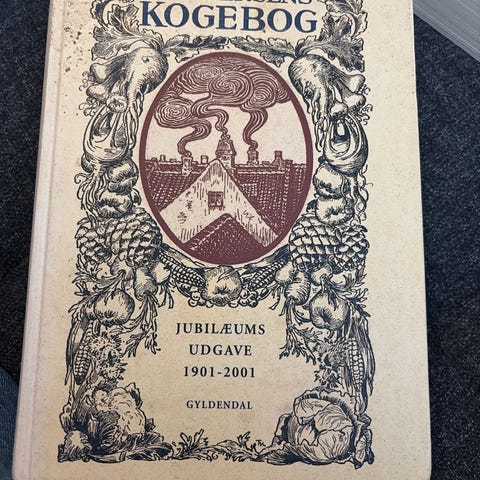 KOGEBOG
JUBILÆUMS
UDGAVE
1901-2001
GYLDENDAL